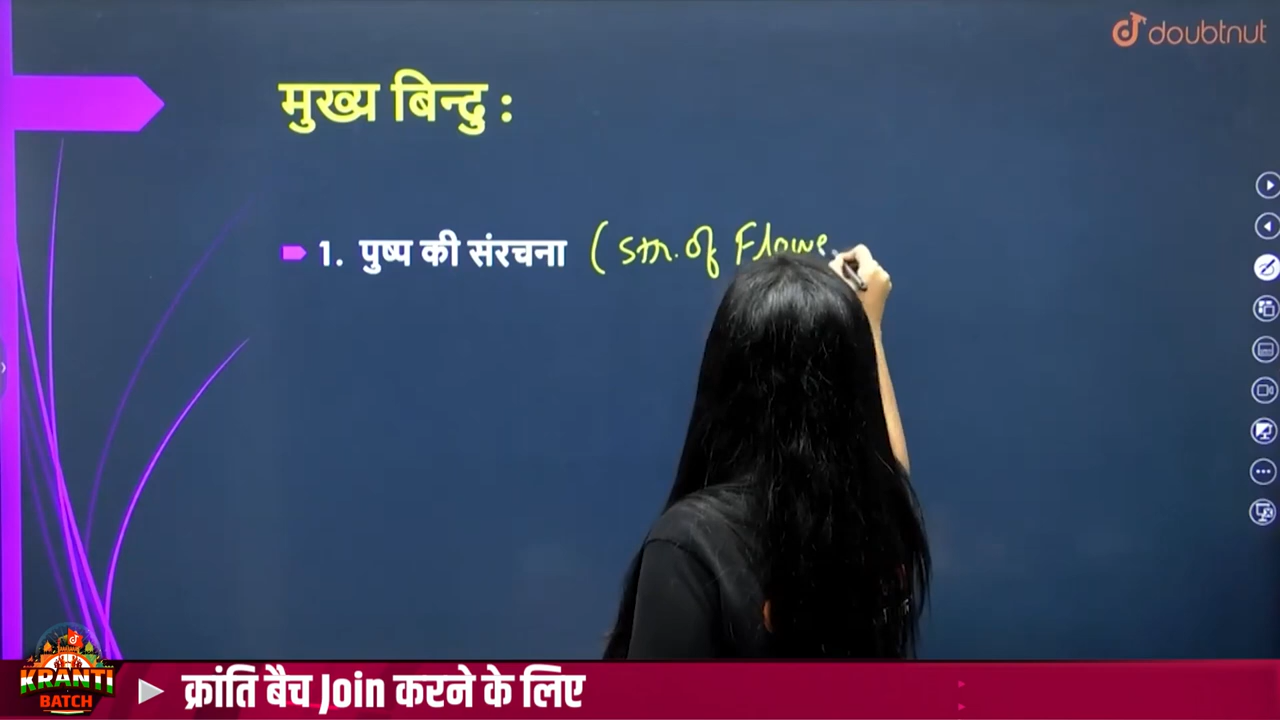 doubtnut
मुख्य बिन्दु :
1. पुष्प की संरचना (str. of Flowe
KRANTI
BATCH
क्रांति बैच Join करने के लिए